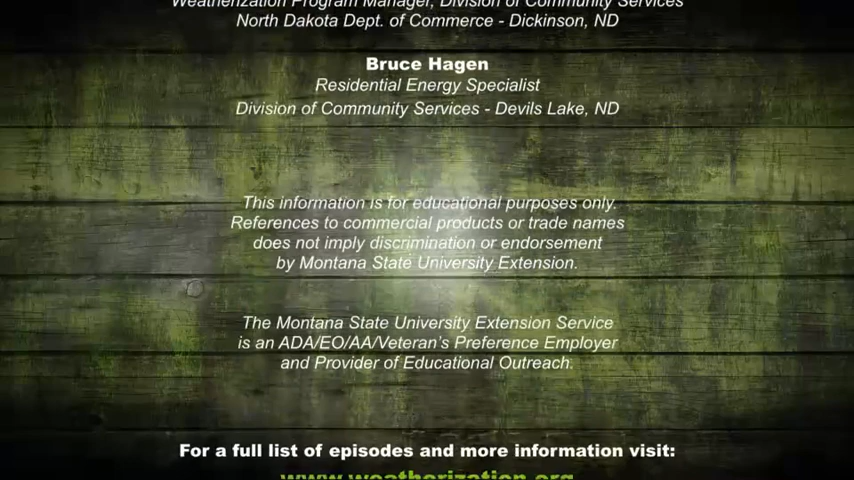 Weatherization Program Manager, Division of Community Services
North Dakota Dept. of Commerce - Dickinson, ND
Bruce Hagen
Residential Energy Specialist
Division of Community Services - Devils Lake, ND
This information is for educational purposes only.
References to commercial products or trade names
does not imply discrimination or endorsement
by Montana State University Extension.
The Montana State University Extension Service
is an ADA/EO/AA/Veteran's Preference Employer
and Provider of Educational Outreach.
For a full list of episodes and more information visit:
www.weatherization.org